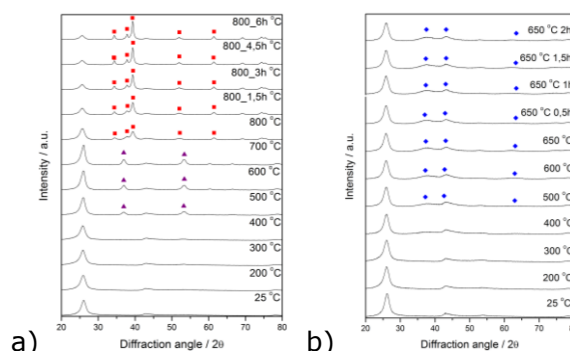 800_6h °C
800_4,5h °C
800_3h °C
800_1,5h °C
800 °C
700 °C
600 °C
500 °C
400 °C
300 °C
200 °C
25 °C
Intensity / a.u.
20 30 40 50 60 70 80
Diffraction angle / 2θ
a)
650 °C 2h
650 °C 1,5h
650 °C 1h
650 °C 0,5h
650 °C
600 °C
500 °C
400 °C
300 °C
200 °C
25 °C
Intensity / a.u.
20 30 40 50 60 70 80
Diffraction angle / 2θ
b)